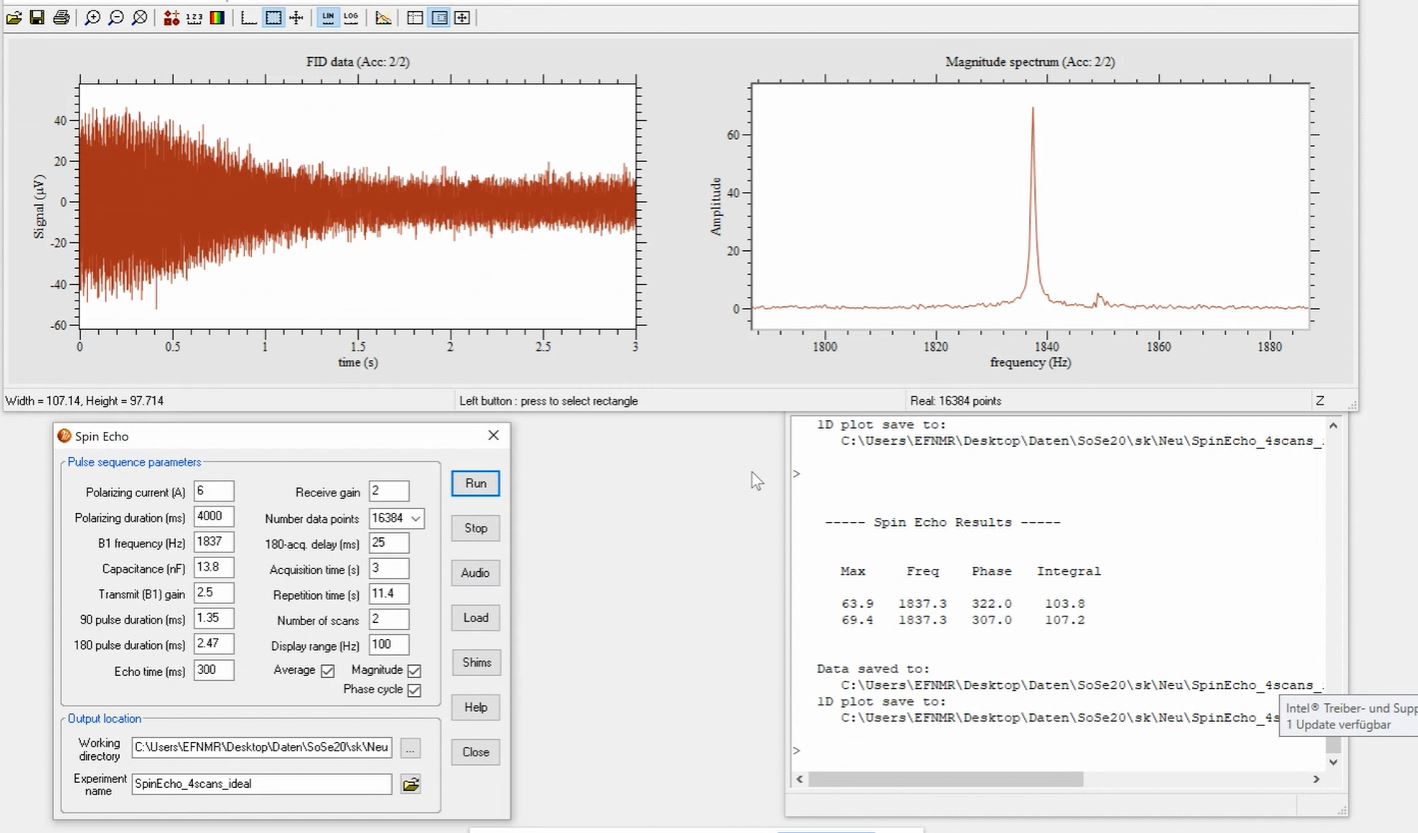 1 2 3
LIN LOG
FID data (Acc: 2/2)
Magnitude spectrum (Acc: 2/2)
Signal (µV)
40
20
0
-20
-40
-60
0 0.5 1 1.5 2 2.5 3
time (s)
Amplitude
60
40
20
0
1800 1820 1840 1860 1880
frequency (Hz)
Width = 107.14, Height = 97.714
Left button : press to select rectangle
Real: 16384 points
Z
Spin Echo
Pulse sequence parameters
Polarizing current (A) 6
Receive gain 2
Polarizing duration (ms) 4000
Number data points 16384
B1 frequency (Hz) 1837
180-acq. delay (ms) 25
Capacitance (nF) 13.8
Acquisition time (s) 3
Transmit (B1) gain 2.5
Repetition time (s) 11.4
90 pulse duration (ms) 1.35
Number of scans 2
180 pulse duration (ms) 2.47
Display range (Hz) 100
Echo time (ms) 300
Average
Magnitude
Phase cycle
Run
Stop
Audio
Load
Shims
Help
Close
Output location
Working
directory
C:\Users\EFNMR\Desktop\Daten\SoSe20\sk\Neu
...
Experiment
name
SpinEcho_4scans_ideal
1D plot save to:
C:\Users\EFNMR\Desktop\Daten\SoSe20\sk\Neu\SpinEcho_4scans_
>
----- Spin Echo Results -----
Max Freq Phase Integral
63.9 1837.3 322.0 103.8
69.4 1837.3 307.0 107.2
Data saved to:
C:\Users\EFNMR\Desktop\Daten\SoSe20\sk\Neu\SpinEcho_4scans_
1D plot save to:
C:\Users\EFNMR\Desktop\Daten\SoSe20\sk\Neu\SpinEcho_4s
>
Intel® Treiber- und Supp
1 Update verfügbar